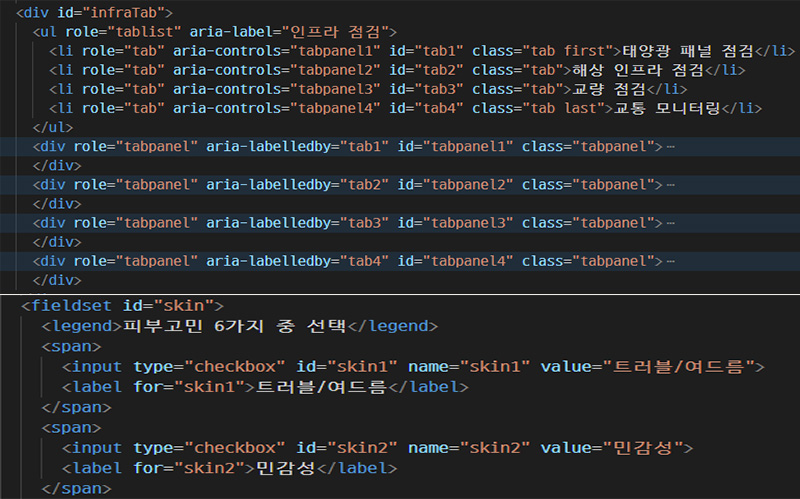 <div id="infraTab">
<ul role="tablist" aria-label="인프라 점검">
<li role="tab" aria-controls="tabpanel1" id="tab1" class="tab first">태양광 패널 점검</li>
<li role="tab" aria-controls="tabpanel2" id="tab2" class="tab">해상 인프라 점검</li>
<li role="tab" aria-controls="tabpanel3" id="tab3" class="tab">교량 점검</li>
<li role="tab" aria-controls="tabpanel4" id="tab4" class="tab last">교통 모니터링</li>
</ul>
<div role="tabpanel" aria-labelledby="tab1" id="tabpanel1" class="tabpanel">⋯
</div>
<div role="tabpanel" aria-labelledby="tab2" id="tabpanel2" class="tabpanel">⋯
</div>
<div role="tabpanel" aria-labelledby="tab3" id="tabpanel3" class="tabpanel">⋯
</div>
<div role="tabpanel" aria-labelledby="tab4" id="tabpanel4" class="tabpanel">⋯
</div>
<fieldset id="skin">
<legend>피부고민 6가지 중 선택</legend>
<span>
<input type="checkbox" id="skin1" name="skin1" value="트러블/여드름">
<label for="skin1">트러블/여드름</label>
</span>
<span>
<input type="checkbox" id="skin2" name="skin2" value="민감성">
<label for="skin2">민감성</label>
</span>